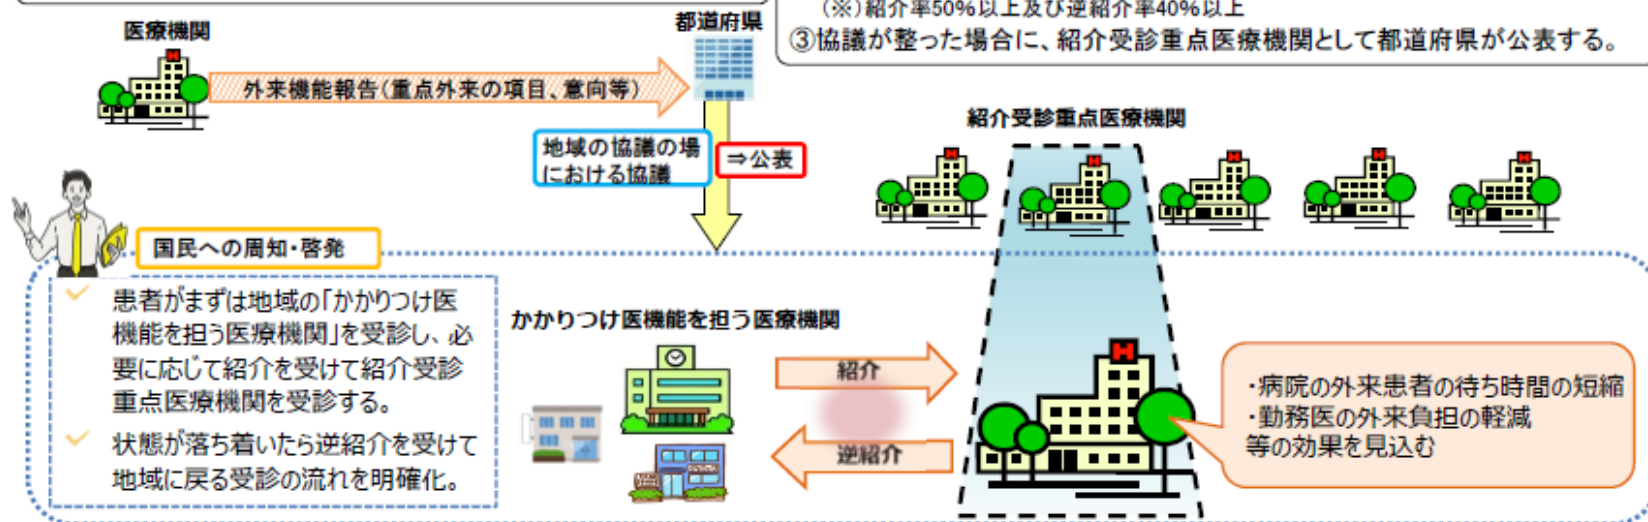 (※)紹介率50%以上及び逆紹介率40%以上
③協議が整った場合に、紹介受診重点医療機関として都道府県が公表する。
医療機関
都道府県
外来機能報告(重点外来の項目、意向等)
地域の協議の場
における協議
⇒公表
紹介受診重点医療機関
国民への周知・啓発
患者がまずは地域の「かかりつけ医
機能を担う医療機関」を受診し、必
要に応じて紹介を受けて紹介受診
重点医療機関を受診する。
状態が落ち着いたら逆紹介を受けて
地域に戻る受診の流れを明確化。
かかりつけ医機能を担う医療機関
紹介
逆紹介
・病院の外来患者の待ち時間の短縮
・勤務医の外来負担の軽減
等の効果を見込む